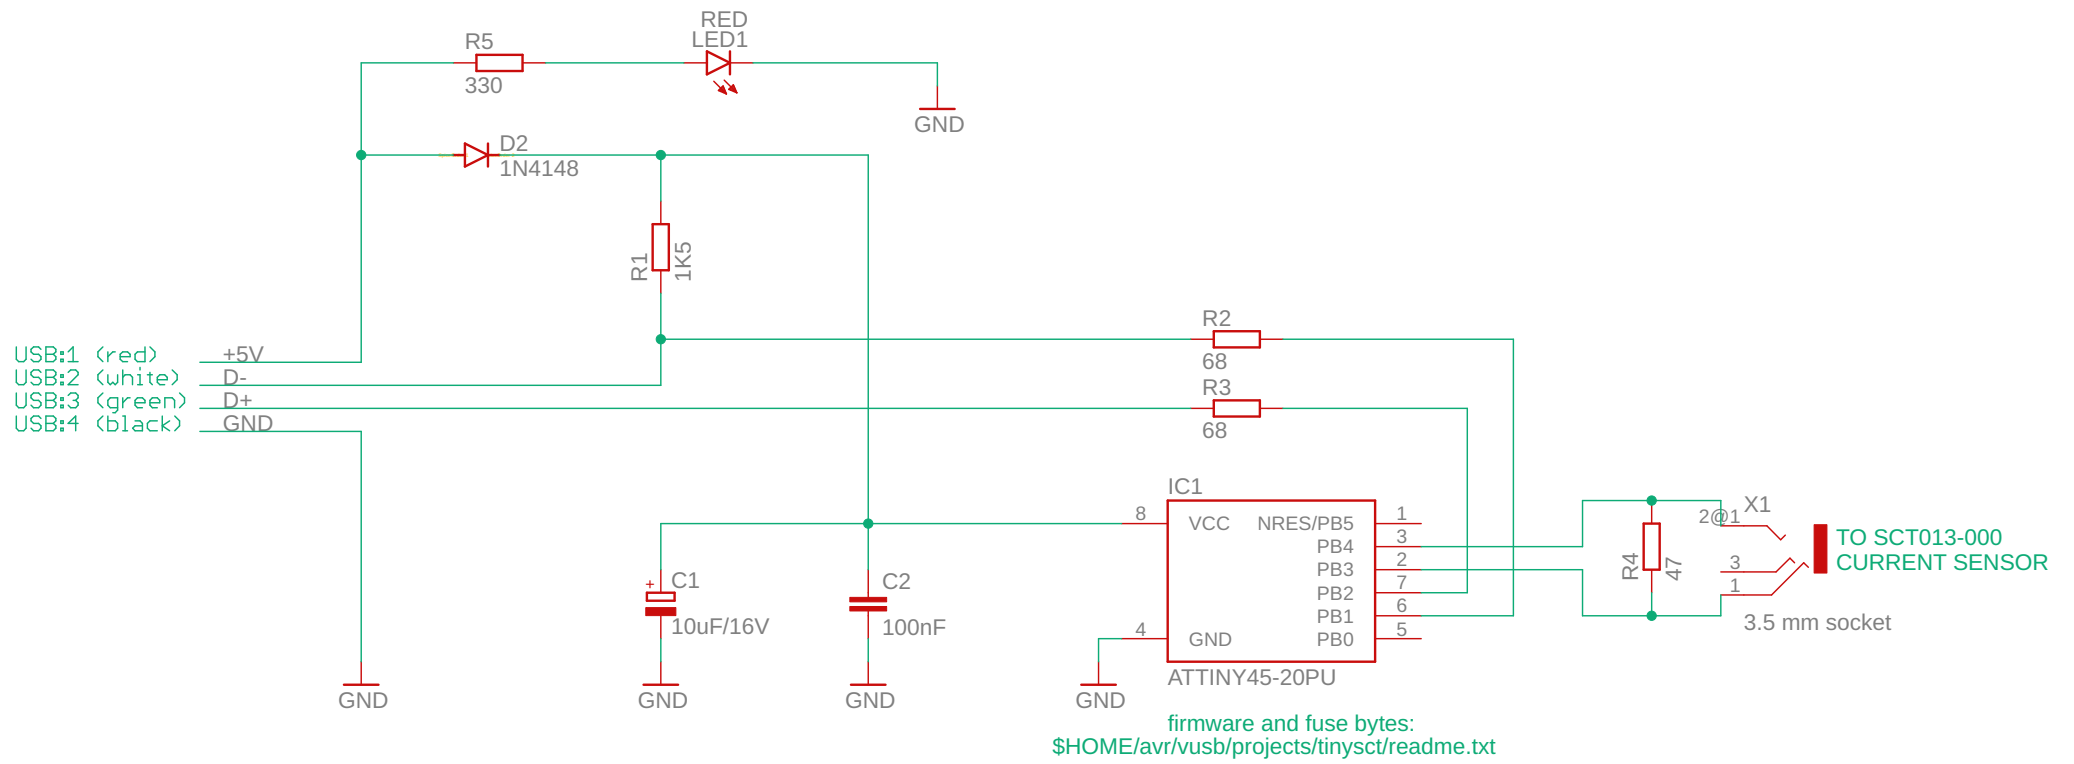 RED
LED1
R5
330
GND
D2
1N4148
R1
1K5
R2
68
R3
68
USB:1 (red) +5V
USB:2 (white) D-
USB:3 (green) D+
USB:4 (black) GND
IC1
8 VCC NRES/PB5 1
PB4 3
PB3 2
PB2 7
PB1 6
4 GND PB0 5
ATTINY45-20PU
C1
+
10uF/16V
C2
100nF
GND
GND
GND
GND
R4
47
X1
2@1
3
1
TO SCT013-000
CURRENT SENSOR
3.5 mm socket
firmware and fuse bytes:
$HOME/avr/vusb/projects/tinysct/readme.txt